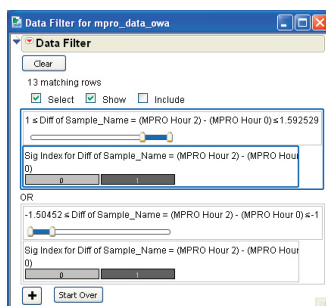 Data Filter for mpro_data_owa
Data Filter
Clear
13 matching rows
Select Show Include
1 ≤ Diff of Sample_Name = (MPRO Hour 2) - (MPRO Hour 0) ≤ 1.592529
Sig Index for Diff of Sample_Name = (MPRO Hour 2) - (MPRO Hour
0)
0 1
OR
-1.50452 ≤ Diff of Sample_Name = (MPRO Hour 2) - (MPRO Hour 0) ≤ -1
Sig Index for Diff of Sample_Name = (MPRO Hour 2) - (MPRO Hour
0)
0 1
Start Over